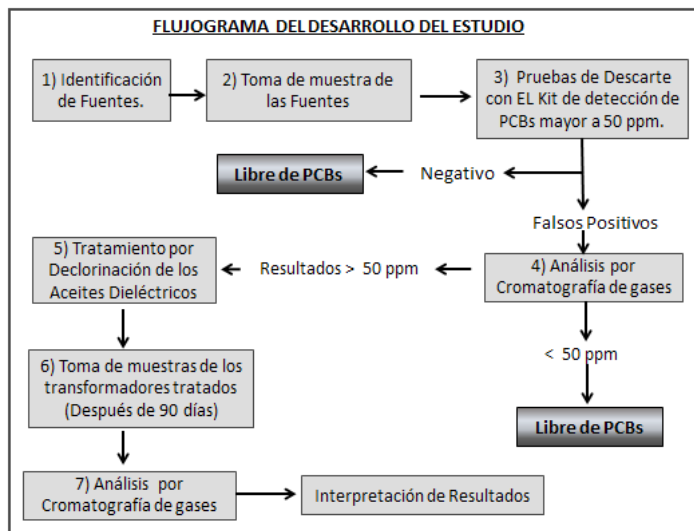 FLUJOGRAMA DEL DESARROLLO DEL ESTUDIO
1) Identificación
de Fuentes.
2) Toma de muestra de
las Fuentes
3) Pruebas de Descarte
con EL Kit de detección de
PCBs mayor a 50 ppm.
Libre de PCBs
Negativo
Falsos Positivos
5) Tratamiento por
Declorinación de los
Aceites Dieléctricos
Resultados > 50 ppm
4) Análisis por
Cromatografía de gases
< 50 ppm
6) Toma de muestras de los
transformadores tratados
(Después de 90 días)
Libre de PCBs
7) Análisis por
Cromatografía de gases
Interpretación de Resultados